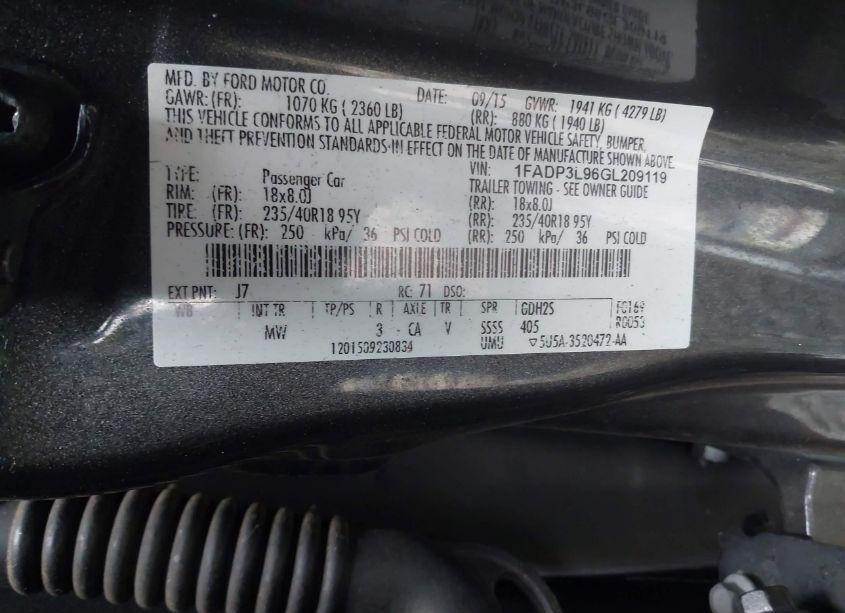 MFD. BY FORD MOTOR CO. DATE: 09/15 GVWR: 1941 KG ( 4279 LB)
GAWR: (FR): 1070 KG ( 2360 LB) (RR): 880 KG ( 1940 LB)
THIS VEHICLE CONFORMS TO ALL APPLICABLE FEDERAL MOTOR VEHICLE SAFETY, BUMPER,
AND THEFT PREVENTION STANDARDS IN EFFECT ON THE DATE OF MANUFACTURE SHOWN ABOVE.
VIN: 1FADP3L96GL209119
TYPE: Passenger Car TRAILER TOWING - SEE OWNER GUIDE
RIM: (FR) 18x8.0J (RR): 18x8.0J
TIRE: (FR) 235/40R18 95Y (RR): 235/40R18 95Y
PRESSURE: (FR) 250 kPa/ 36 PSI COLD (RR): 250 kPa/ 36 PSI COLD
EXT PNT: J7 RC: 71 DSO:
WB INT TR TP/PS R AXLE TR SPR GDH2S FC169
MW 3 - CA V SSSS 405 R0053
1201509230834 UMU ▽5U5A-3520472-AA